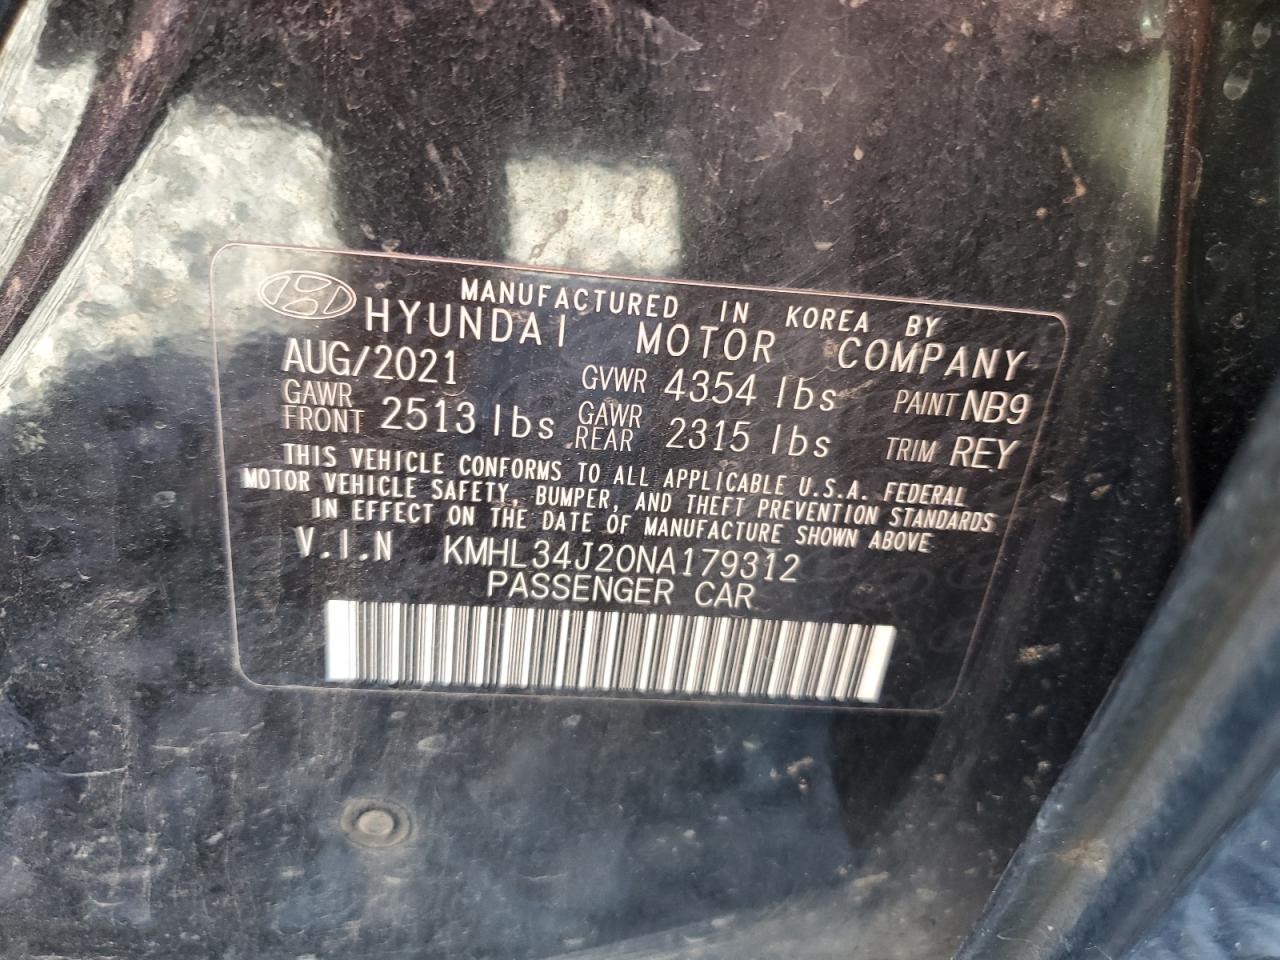 MANUFACTURED IN KOREA BY
HYUNDAI MOTOR COMPANY
AUG/2021 GVWR 4354 lbs PAINT NB9
GAWR FRONT 2513 lbs GAWR REAR 2315 lbs TRIM REY
THIS VEHICLE CONFORMS TO ALL APPLICABLE U.S.A. FEDERAL
MOTOR VEHICLE SAFETY, BUMPER, AND THEFT PREVENTION STANDARDS
IN EFFECT ON THE DATE OF MANUFACTURE SHOWN ABOVE
V.I.N KMHL34J20NA179312
PASSENGER CAR